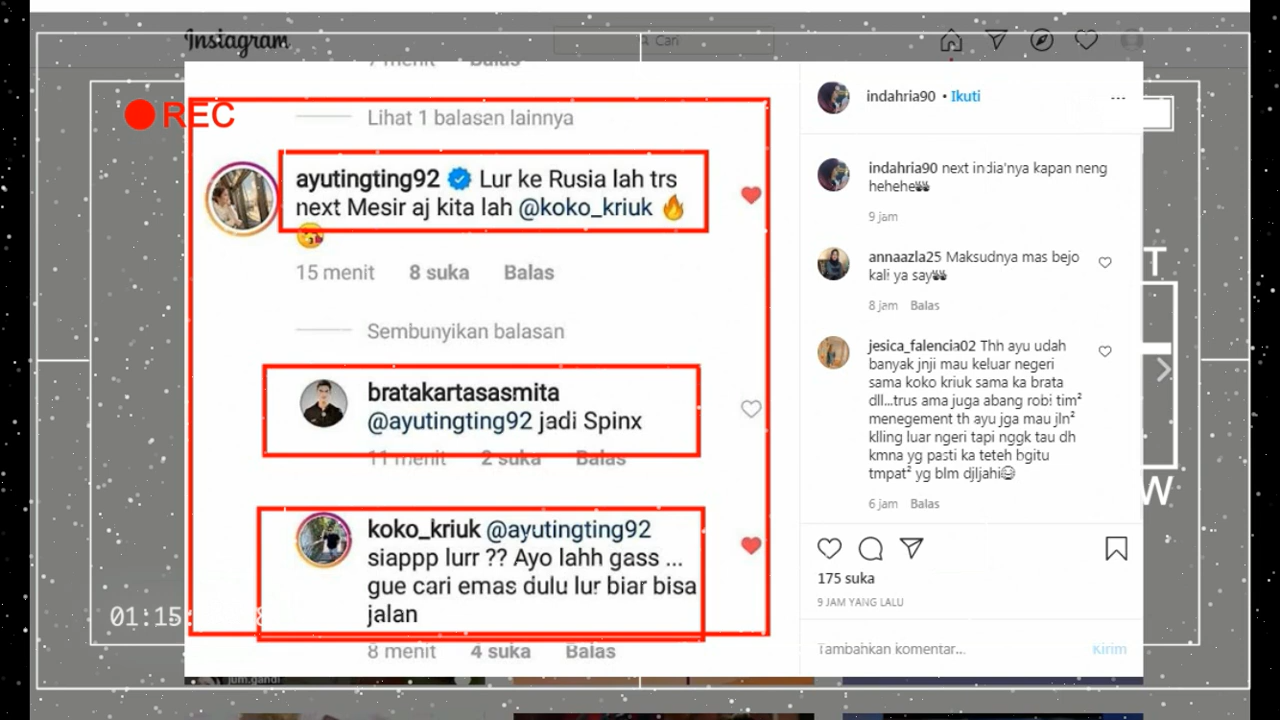 Instagram
Cari
7 menit Balas
REC
Lihat 1 balasan lainnya
ayutingting92 Lur ke Rusia lah trs
next Mesir aj kita lah @koko_kriuk 🔥
😘
15 menit 8 suka Balas
Sembunyikan balasan
bratakartasasmita
@ayutingting92 jadi Spinx
11 menit 2 suka Balas
koko_kriuk @ayutingting92
siappp lurr ?? Ayo lahh gass ...
gue cari emas dulu lur biar bisa
jalan
8 menit 4 suka Balas
01:15
jum.gandi
indahria90 • Ikuti
indahria90 next india'nya kapan neng
hehehe
9 jam
annaazla25 Maksudnya mas bejo
kali ya say
8 jam Balas
jesica_falencia02 Thh ayu udah
banyak jnji mau keluar negeri
sama koko kriuk sama ka brata
dll...trus ama juga abang robi tim²
menegement th ayu jga mau jln²
klling luar ngeri tapi nggk tau dh
kmna yg pasti ka teteh bgitu
tmpat² yg blm djljahi
6 jam Balas
175 suka
9 JAM YANG LALU
Tambahkan komentar...
Kirim
T
W